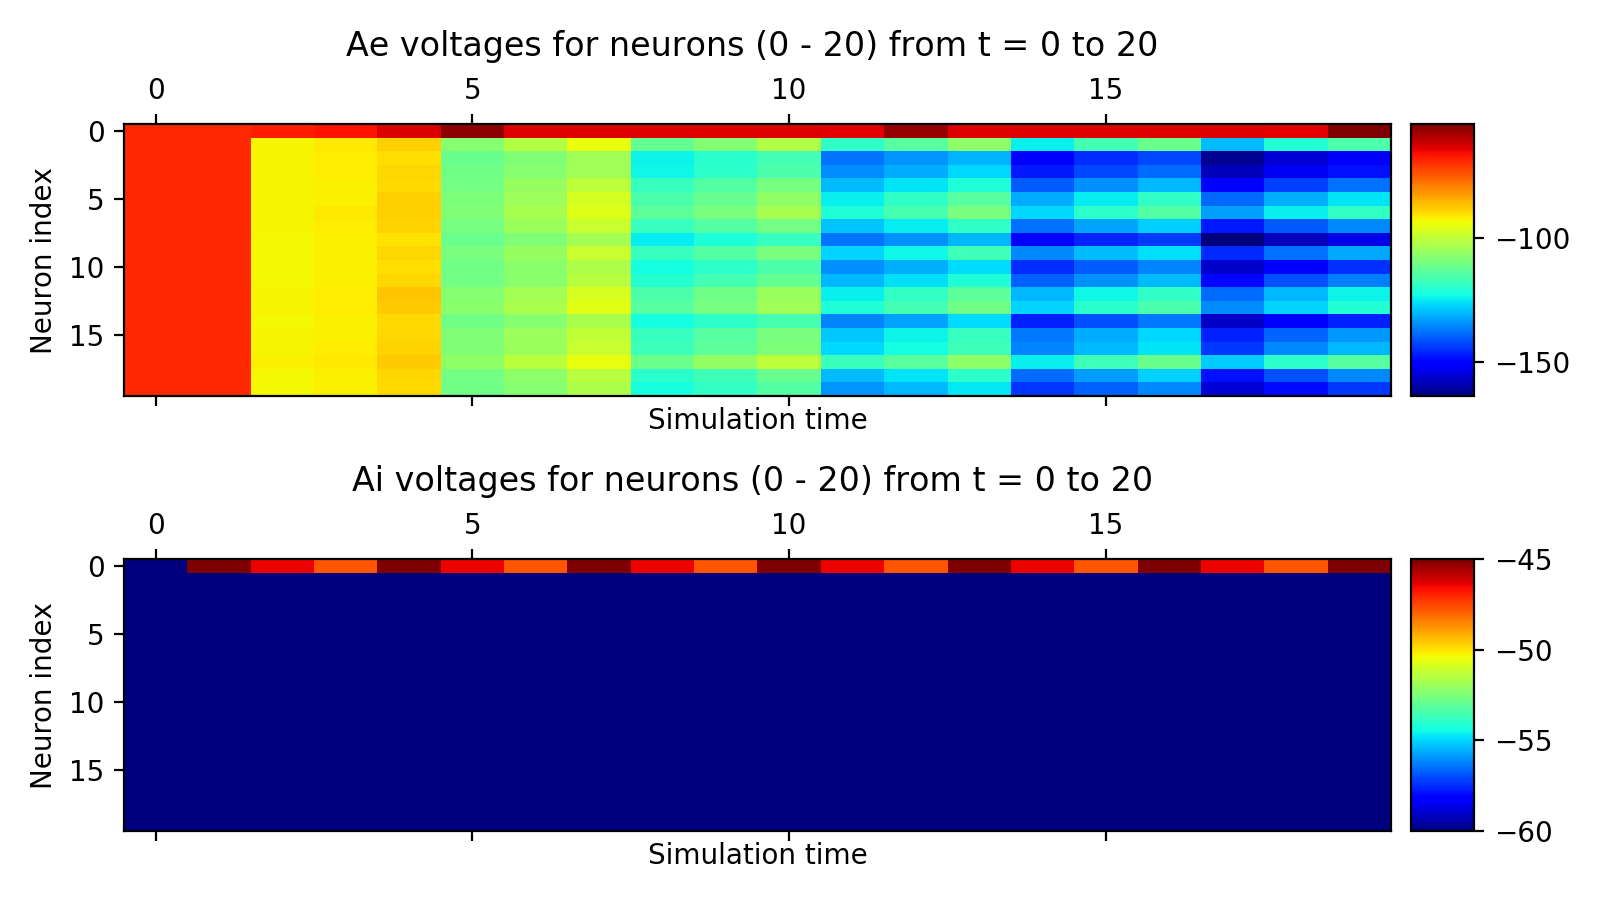 Ae voltages for neurons (0 - 20) from t = 0 to 20
0 5 10 15
Neuron index
0
5
10
15
Simulation time
−100
−150
Ai voltages for neurons (0 - 20) from t = 0 to 20
0 5 10 15
Neuron index
0
5
10
15
Simulation time
−45
−50
−55
−60